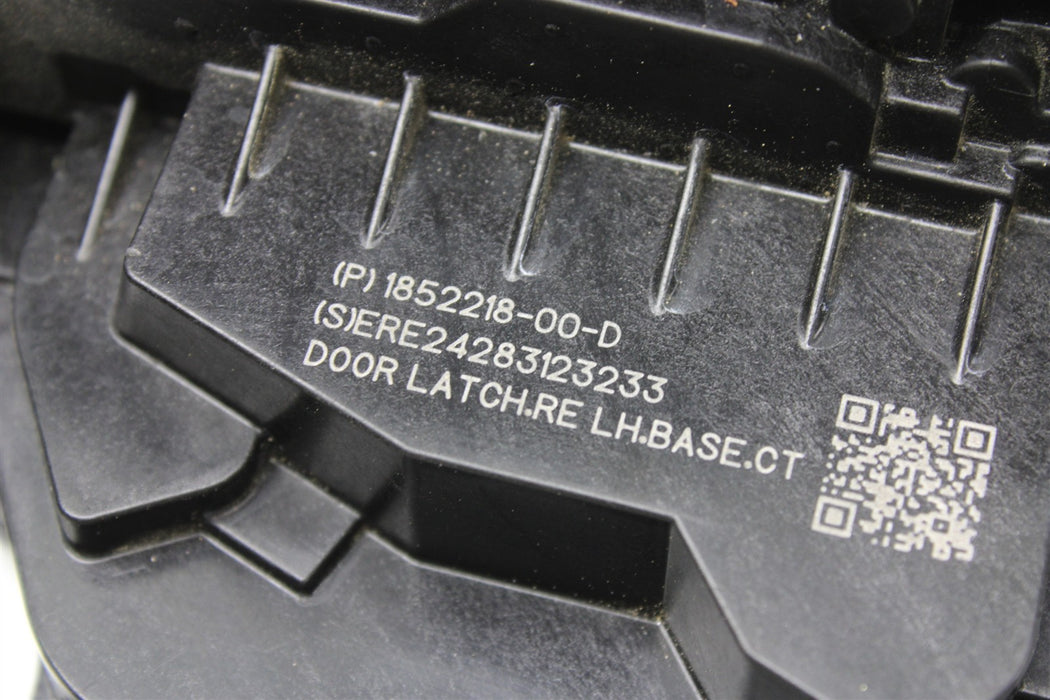 (P) 1852218-00-D
(S)ERE24283123233
DOOR LATCH.RE LH.BASE.CT